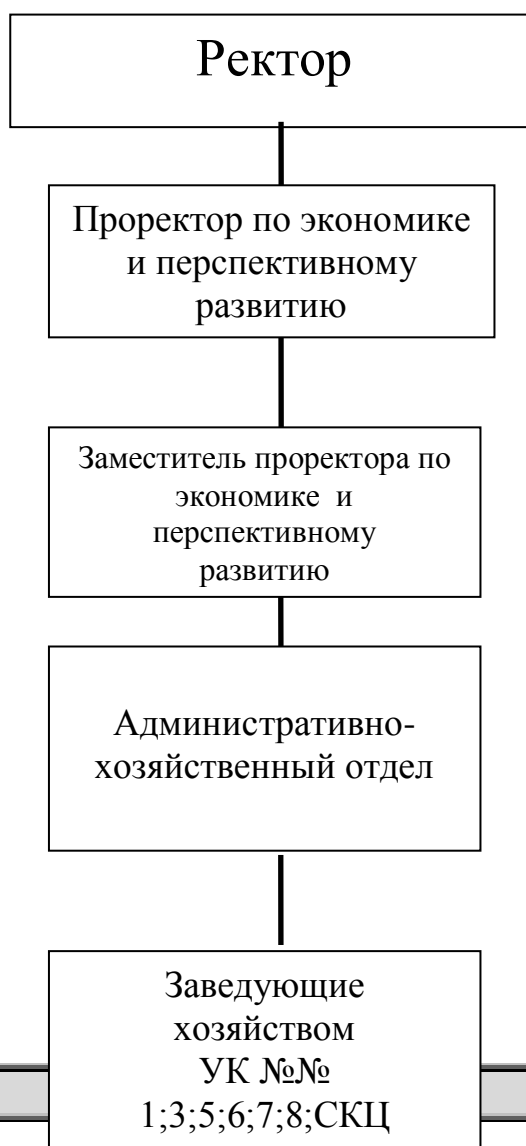 Ректор
Проректор по экономике
и перспективному
развитию
Заместитель проректора по
экономике и
перспективному
развитию
Административно-
хозяйственный отдел
Заведующие
хозяйством
УК №№
1;3;5;6;7;8;СКЦ